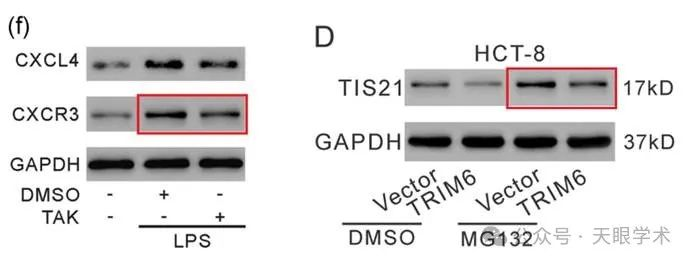 (f)
CXCL4
CXCR3
GAPDH
DMSO - + -
TAK - - +
LPS
D
HCT-8
TIS21 17kD
GAPDH 37kD
Vector TRIM6 Vector TRIM6
DMSO MG132
公众号 · 天眼学术